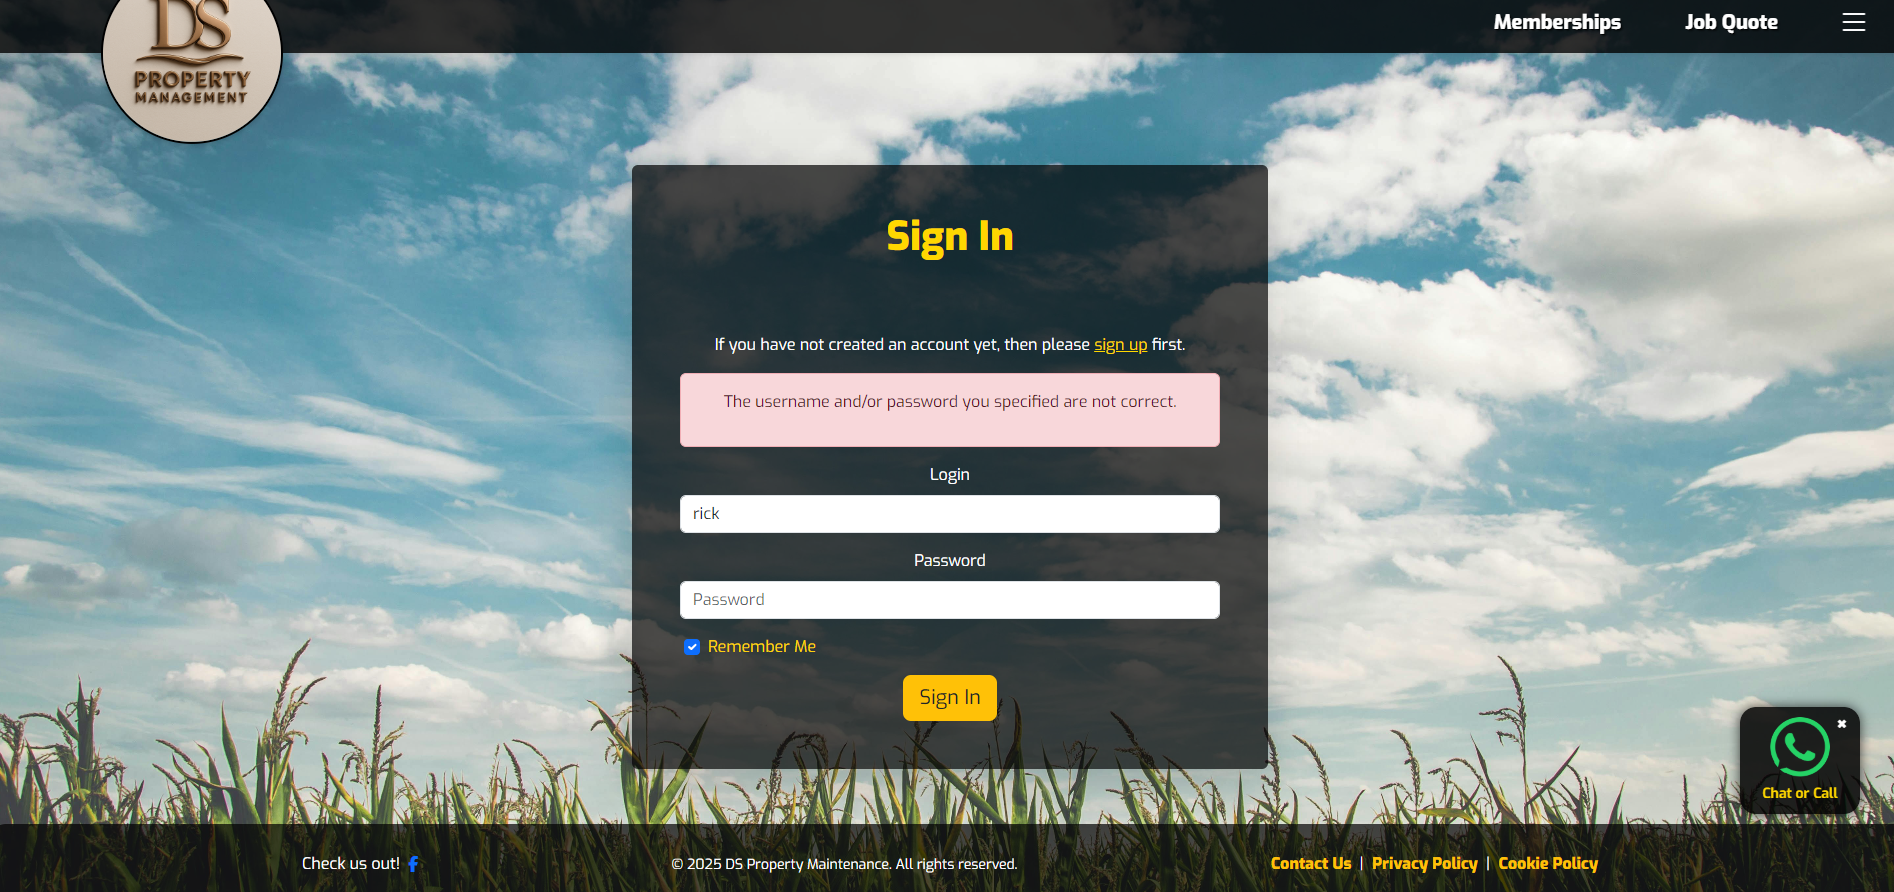 DS
PROPERTY
MANAGEMENT
Memberships
Job Quote
Sign In
If you have not created an account yet, then please sign up first.
The username and/or password you specified are not correct.
Login
rick
Password
Password
Remember Me
Sign In
Chat or Call
Check us out!
© 2025 DS Property Maintenance. All rights reserved.
Contact Us | Privacy Policy | Cookie Policy